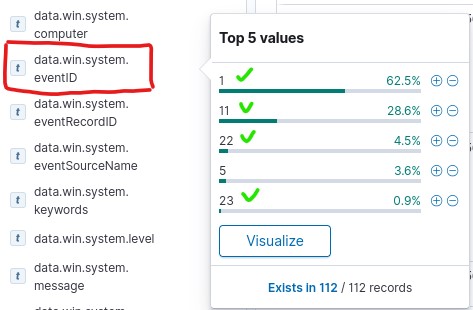 t
data.win.system.
computer
t
data.win.system.
eventID
t
data.win.system.
eventRecordID
t
data.win.system.
eventSourceName
t
data.win.system.
keywords
t
data.win.system.level
t
data.win.system.
message
Top 5 values
1
62.5%
11
28.6%
22
4.5%
5
3.6%
23
0.9%
Visualize
Exists in 112 / 112 records